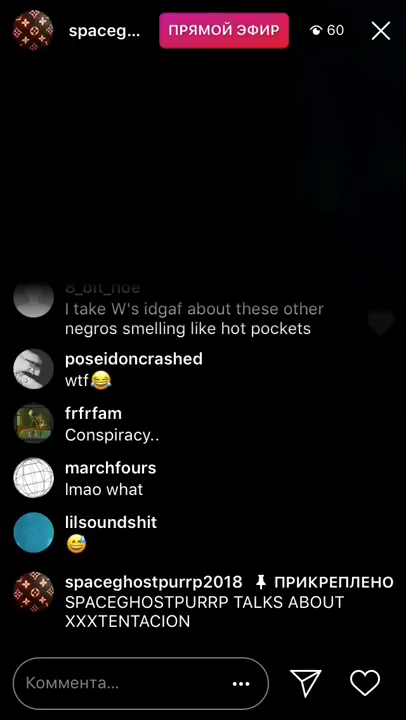 spaceg...
ПРЯМОЙ ЭФИР
60
8_bit_hoe
I take W's idgaf about these other
negros smelling like hot pockets
poseidoncrashed
wtf😂
frfrfam
Conspiracy..
marchfours
lmao what
lilsoundshit
😅
spaceghostpurrp2018 ПРИКРЕПЛЕНО
SPACEGHOSTPURRP TALKS ABOUT
XXXTENTACION
Коммента...